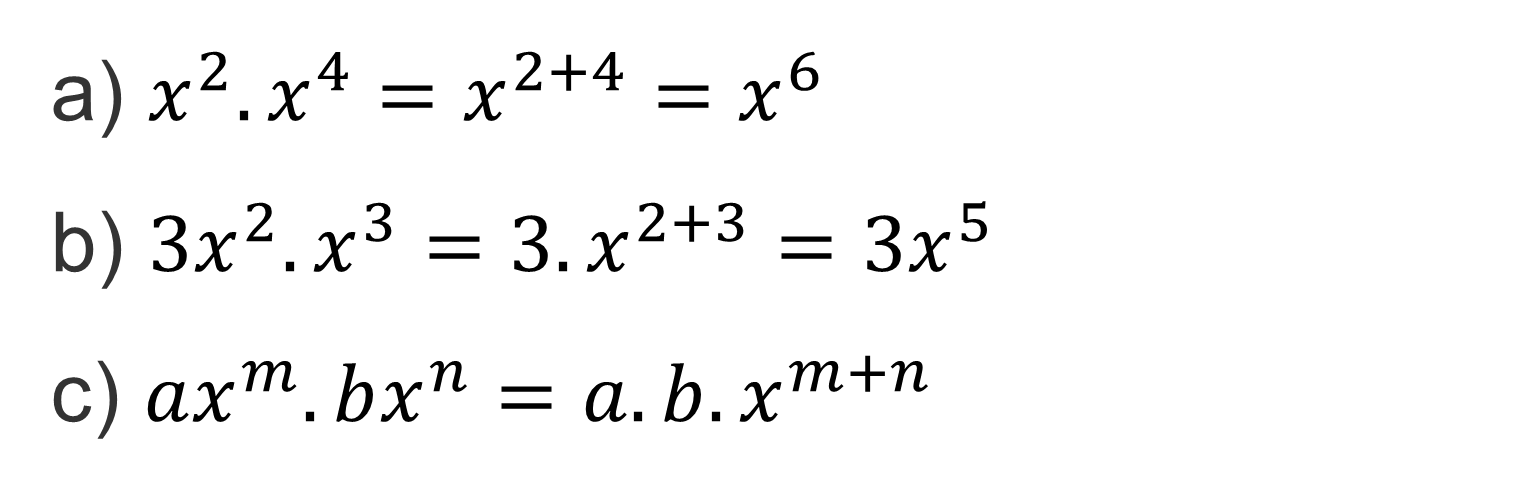 a) x².x⁴ = x²⁺⁴ = x⁶
b) 3x².x³ = 3.x²⁺³ = 3x⁵
c) axᵐ.bxⁿ = a.b.xᵐ⁺ⁿ